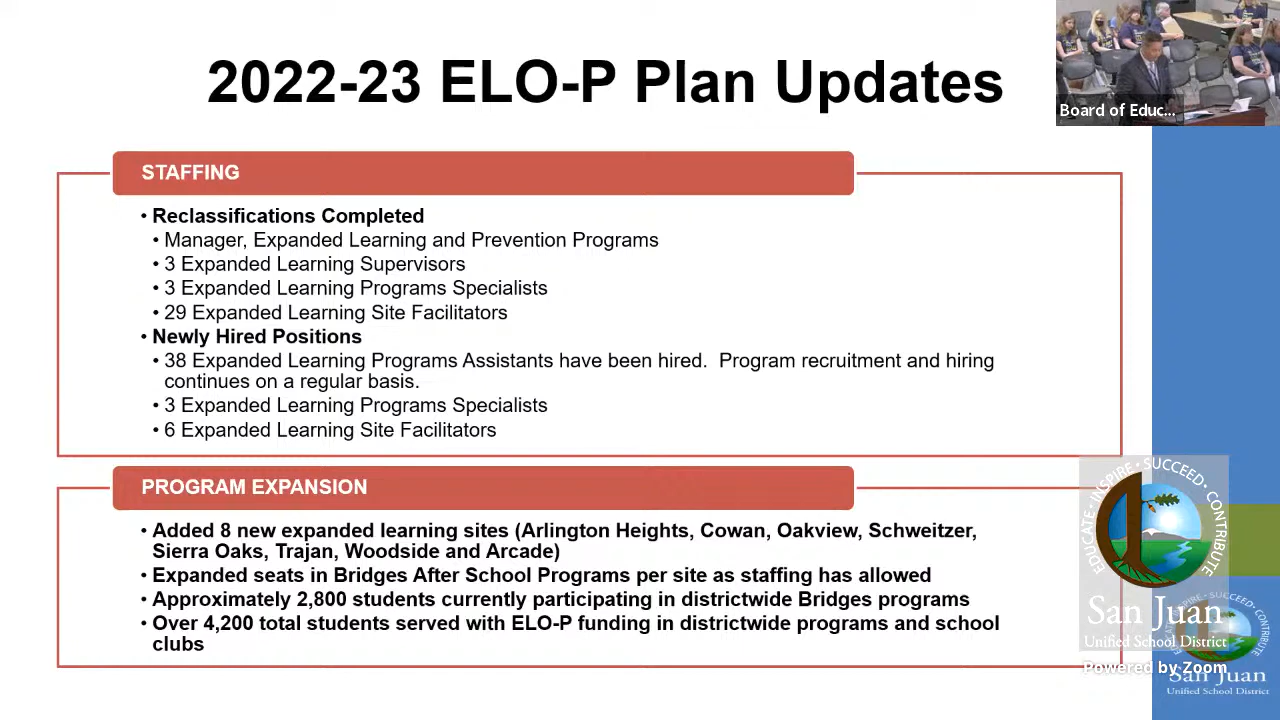 2022-23 ELO-P Plan Updates
Board of Educ...
STAFFING
• Reclassifications Completed
• Manager, Expanded Learning and Prevention Programs
• 3 Expanded Learning Supervisors
• 3 Expanded Learning Programs Specialists
• 29 Expanded Learning Site Facilitators
• Newly Hired Positions
• 38 Expanded Learning Programs Assistants have been hired.  Program recruitment and hiring
continues on a regular basis.
• 3 Expanded Learning Programs Specialists
• 6 Expanded Learning Site Facilitators
PROGRAM EXPANSION
• Added 8 new expanded learning sites (Arlington Heights, Cowan, Oakview, Schweitzer,
Sierra Oaks, Trajan, Woodside and Arcade)
• Expanded seats in Bridges After School Programs per site as staffing has allowed
• Approximately 2,800 students currently participating in districtwide Bridges programs
• Over 4,200 total students served with ELO-P funding in districtwide programs and school
clubs
EDUCATE • INSPIRE • SUCCEED • CONTRIBUTE
San Juan
Unified School District
Powered by Zoom
SUCCEED • CONTRIBUTE
San Juan
Unified School District